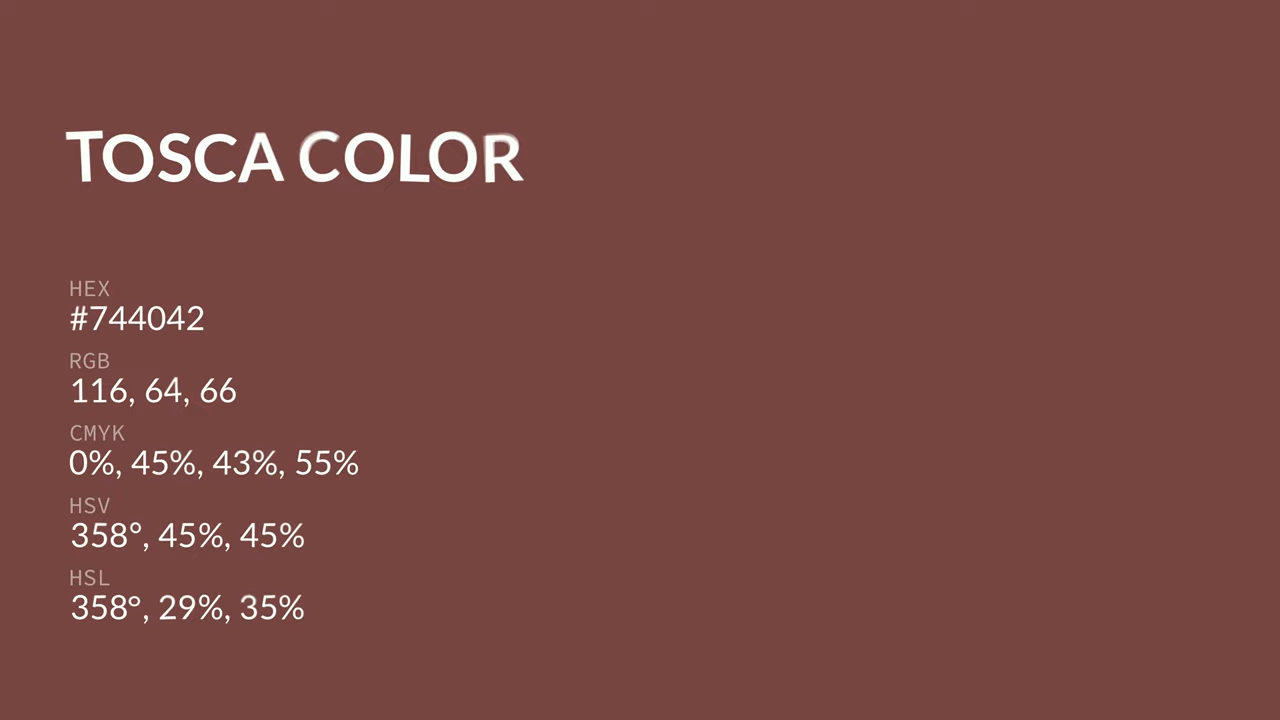 TOSCA COLOR
HEX
#744042
RGB
116, 64, 66
CMYK
0%, 45%, 43%, 55%
HSV
358°, 45%, 45%
HSL
358°, 29%, 35%